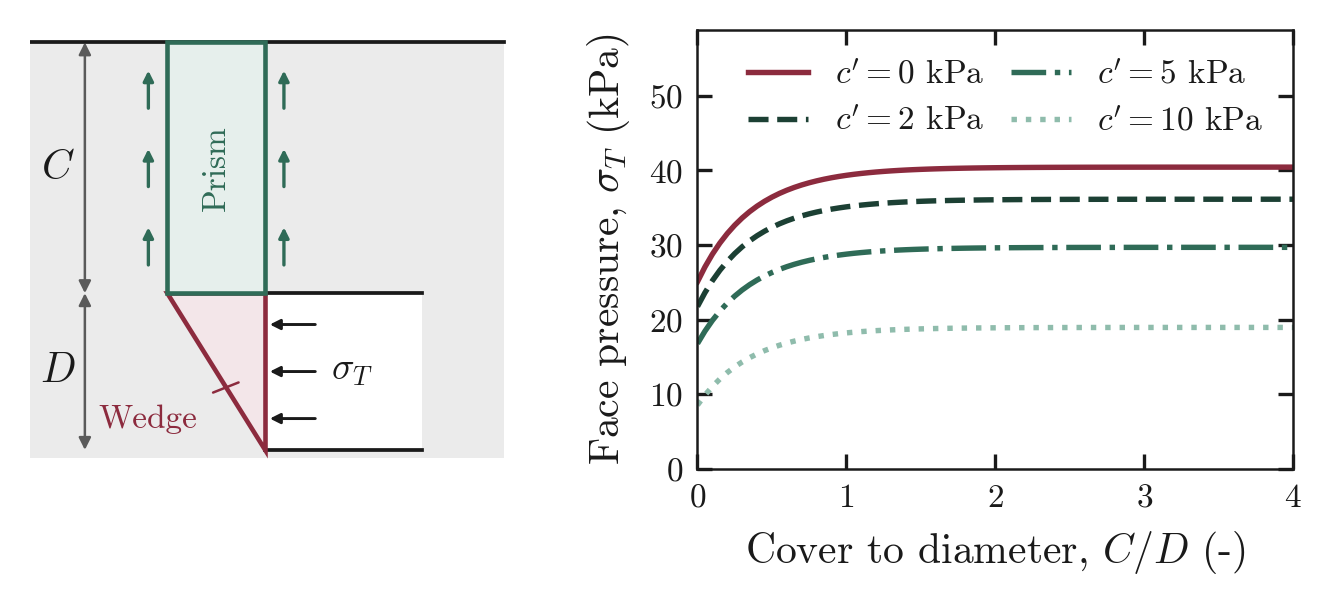 C
Prism
D
Wedge
σ_T
Face pressure, σ_T (kPa)
50
40
30
20
10
0
c′ = 0 kPa
c′ = 2 kPa
c′ = 5 kPa
c′ = 10 kPa
0 1 2 3 4
Cover to diameter, C/D (-)